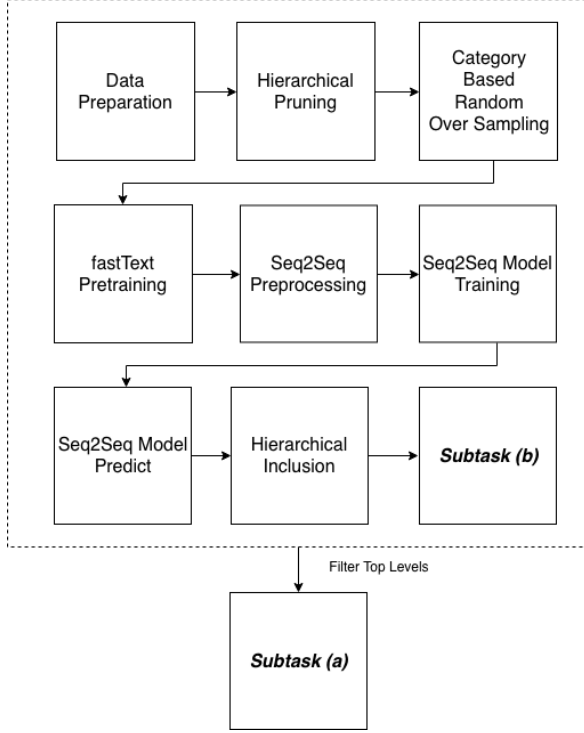 Data
Preparation
Hierarchical
Pruning
Category
Based
Random
Over Sampling
fastText
Pretraining
Seq2Seq
Preprocessing
Seq2Seq Model
Training
Seq2Seq Model
Predict
Hierarchical
Inclusion
Subtask (b)
Filter Top Levels
Subtask (a)